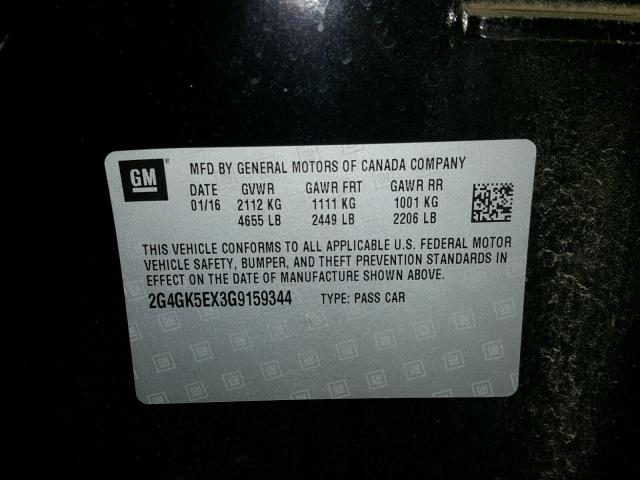 GM
MFD BY GENERAL MOTORS OF CANADA COMPANY
DATE GVWR GAWR FRT GAWR RR
01/16 2112 KG 1111 KG 1001 KG
4655 LB 2449 LB 2206 LB
THIS VEHICLE CONFORMS TO ALL APPLICABLE U.S. FEDERAL MOTOR
VEHICLE SAFETY, BUMPER, AND THEFT PREVENTION STANDARDS IN
EFFECT ON THE DATE OF MANUFACTURE SHOWN ABOVE.
2G4GK5EX3G9159344 TYPE: PASS CAR